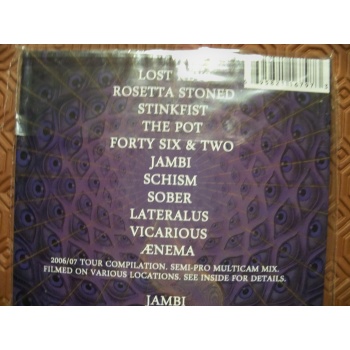 LOST
ROSETTA STONED
STINKFIST
THE POT
FORTY SIX & TWO
JAMBI
SCHISM
SOBER
LATERALUS
VICARIOUS
ÆNEMA
2006/07 TOUR COMPILATION. SEMI-PRO MULTICAM MIX.
FILMED ON VARIOUS LOCATIONS. SEE INSIDE FOR DETAILS.
JAMBI